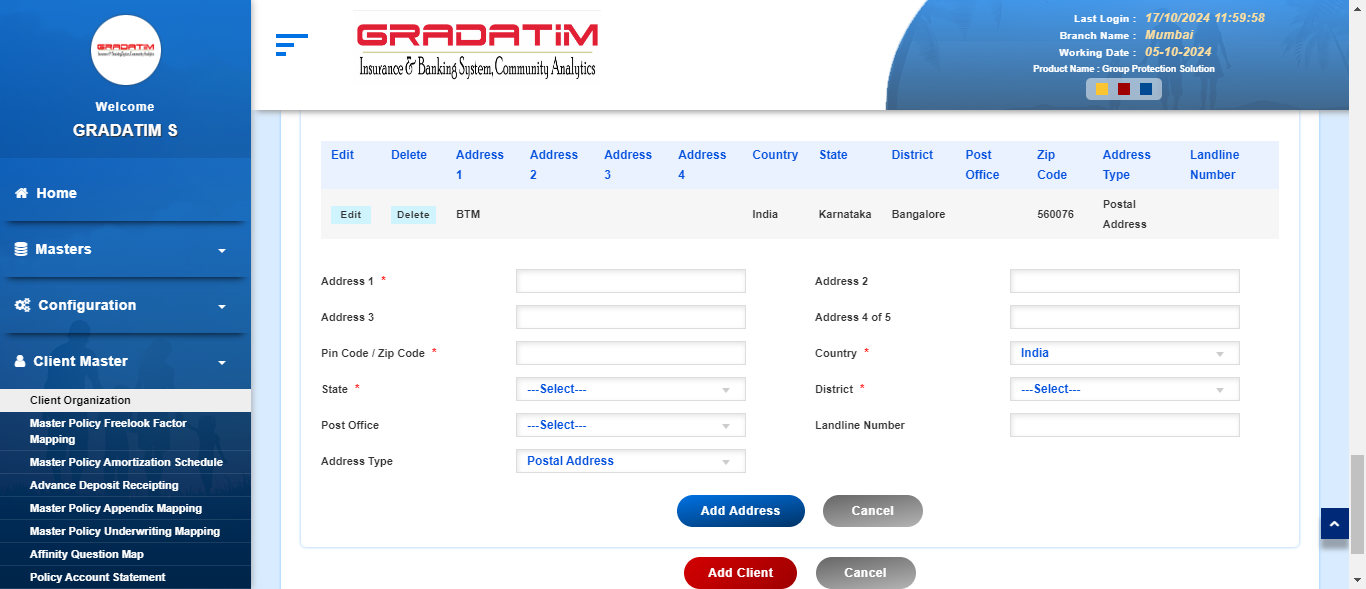 GRADATIM
Insurance & Banking System, Community Analytics
Welcome
GRADATIM S
Home
Masters
Configuration
Client Master
Client Organization
Master Policy Freelook Factor
Mapping
Master Policy Amortization Schedule
Advance Deposit Receipting
Master Policy Appendix Mapping
Master Policy Underwriting Mapping
Affinity Question Map
Policy Account Statement
GRADATIM
Insurance & Banking System, Community Analytics
Last Login : 17/10/2024 11:59:58
Branch Name : Mumbai
Working Date : 05-10-2024
Product Name : Group Protection Solution
Edit Delete Address 1 Address 2 Address 3 Address 4 Country State District Post Office Zip Code Address Type Landline Number
Edit Delete BTM India Karnataka Bangalore 560076 Postal Address
Address 1 * Address 2
Address 3 Address 4 of 5
Pin Code / Zip Code * Country * India
State * ---Select--- District * ---Select---
Post Office ---Select--- Landline Number
Address Type Postal Address
Add Address Cancel
Add Client Cancel